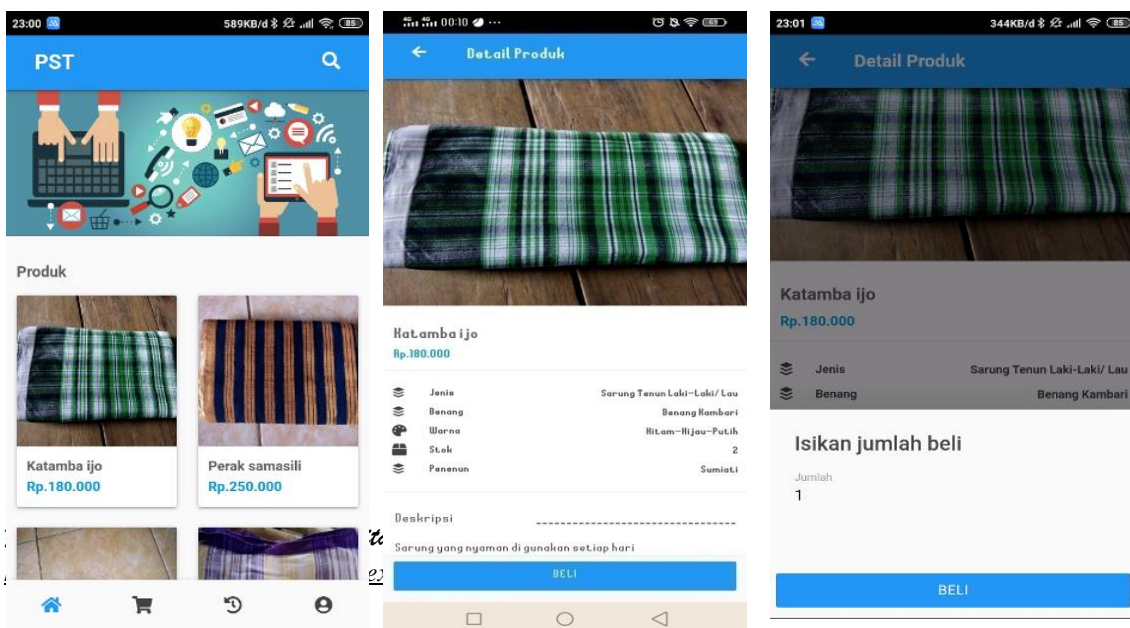 23:00 589KB/d 85
PST
Produk
Katamba ijo
Rp.180.000
Perak samasili
Rp.250.000
4G 4G 00:10 ...
Detail Produk
Katamba ijo
Rp.180.000
Jenis Sarung Tenun Laki-Laki/ Lau
Benang Benang Kambari
Warna Hitam-Hijau-Putih
Stok 2
Penenun Sumiati
Deskripsi --------------------------------
Sarung yang nyaman di gunakan setiap hari
BELI
23:01 344KB/d 85
Detail Produk
Katamba ijo
Rp.180.000
Jenis Sarung Tenun Laki-Laki/ Lau
Benang Benang Kambari
Isikan jumlah beli
Jumlah
1
BELI